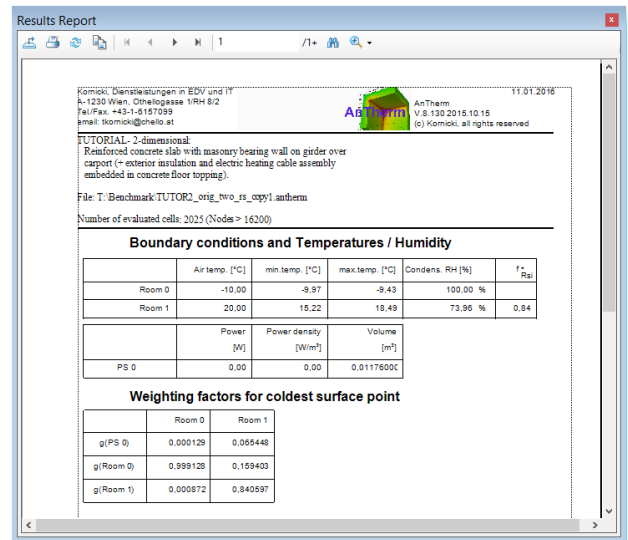 Results Report
1
/1+
Kornicki, Dienstleistungen in EDV und IT
A-1230 Wien, Othellogasse 1/RH 8/2
Tel/Fax. +43-1-6157099
email: tkornicki@chello.at
AnTherm
AnTherm
V.8.130 2015.10.15
(c) Kornicki, all rights reserved
11.01.2016
TUTORIAL- 2-dimensional:
Reinforced concrete slab with masonry bearing wall on girder over
carport (+ exterior insulation and electric heating cable assembly
embedded in concrete floor topping).
File: T:\Benchmark\TUTOR2_orig_two_rs_copy1.antherm
Number of evaluated cells: 2025 (Nodes > 16200)
Boundary conditions and Temperatures / Humidity
Air temp. [°C] min.temp. [°C] max.temp. [°C] Condens. RH [%] f*Rsi
Room 0 -10,00 -9,97 -9,43 100,00 %
Room 1 20,00 15,22 18,49 73,96 % 0,84
Power Power density Volume
[W] [W/m³] [m³]
PS 0 0,00 0,00 0,01176000
Weighting factors for coldest surface point
Room 0 Room 1
g(PS 0) 0,000129 0,065448
g(Room 0) 0,999128 0,159403
g(Room 1) 0,000872 0,840597